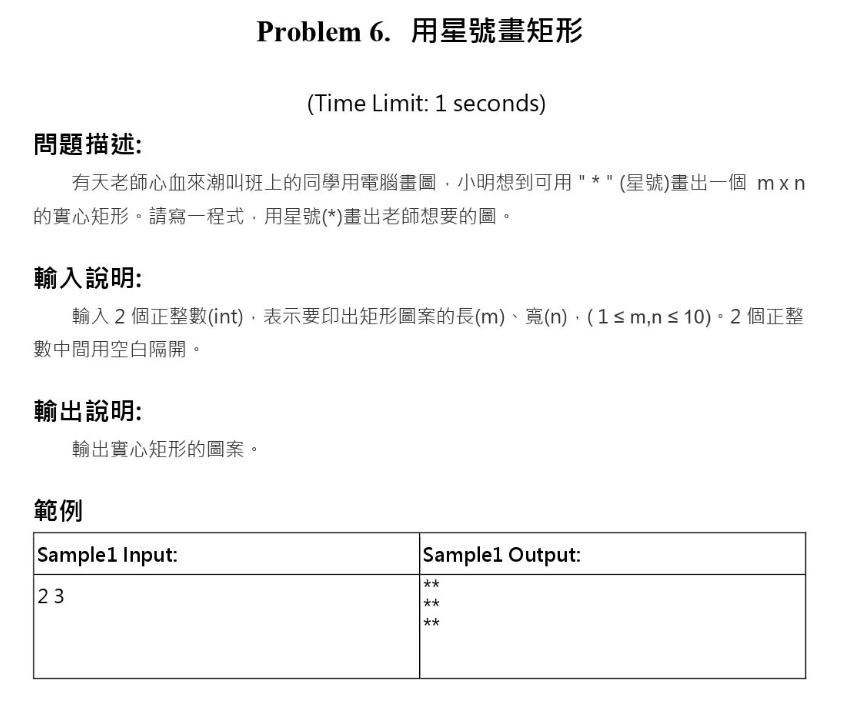 Problem 6. 用星號畫矩形
(Time Limit: 1 seconds)
問題描述:
有天老師心血來潮叫班上的同學用電腦畫圖，小明想到可用 " * " (星號)畫出一個 m x n
的實心矩形。請寫一程式，用星號(*)畫出老師想要的圖。
輸入說明:
輸入 2 個正整數(int)，表示要印出矩形圖案的長(m)、寬(n)，( 1 ≤ m,n ≤ 10)。2 個正整
數中間用空白隔開。
輸出說明:
輸出實心矩形的圖案。
範例
Sample1 Input:
Sample1 Output:
2 3
**
**
**